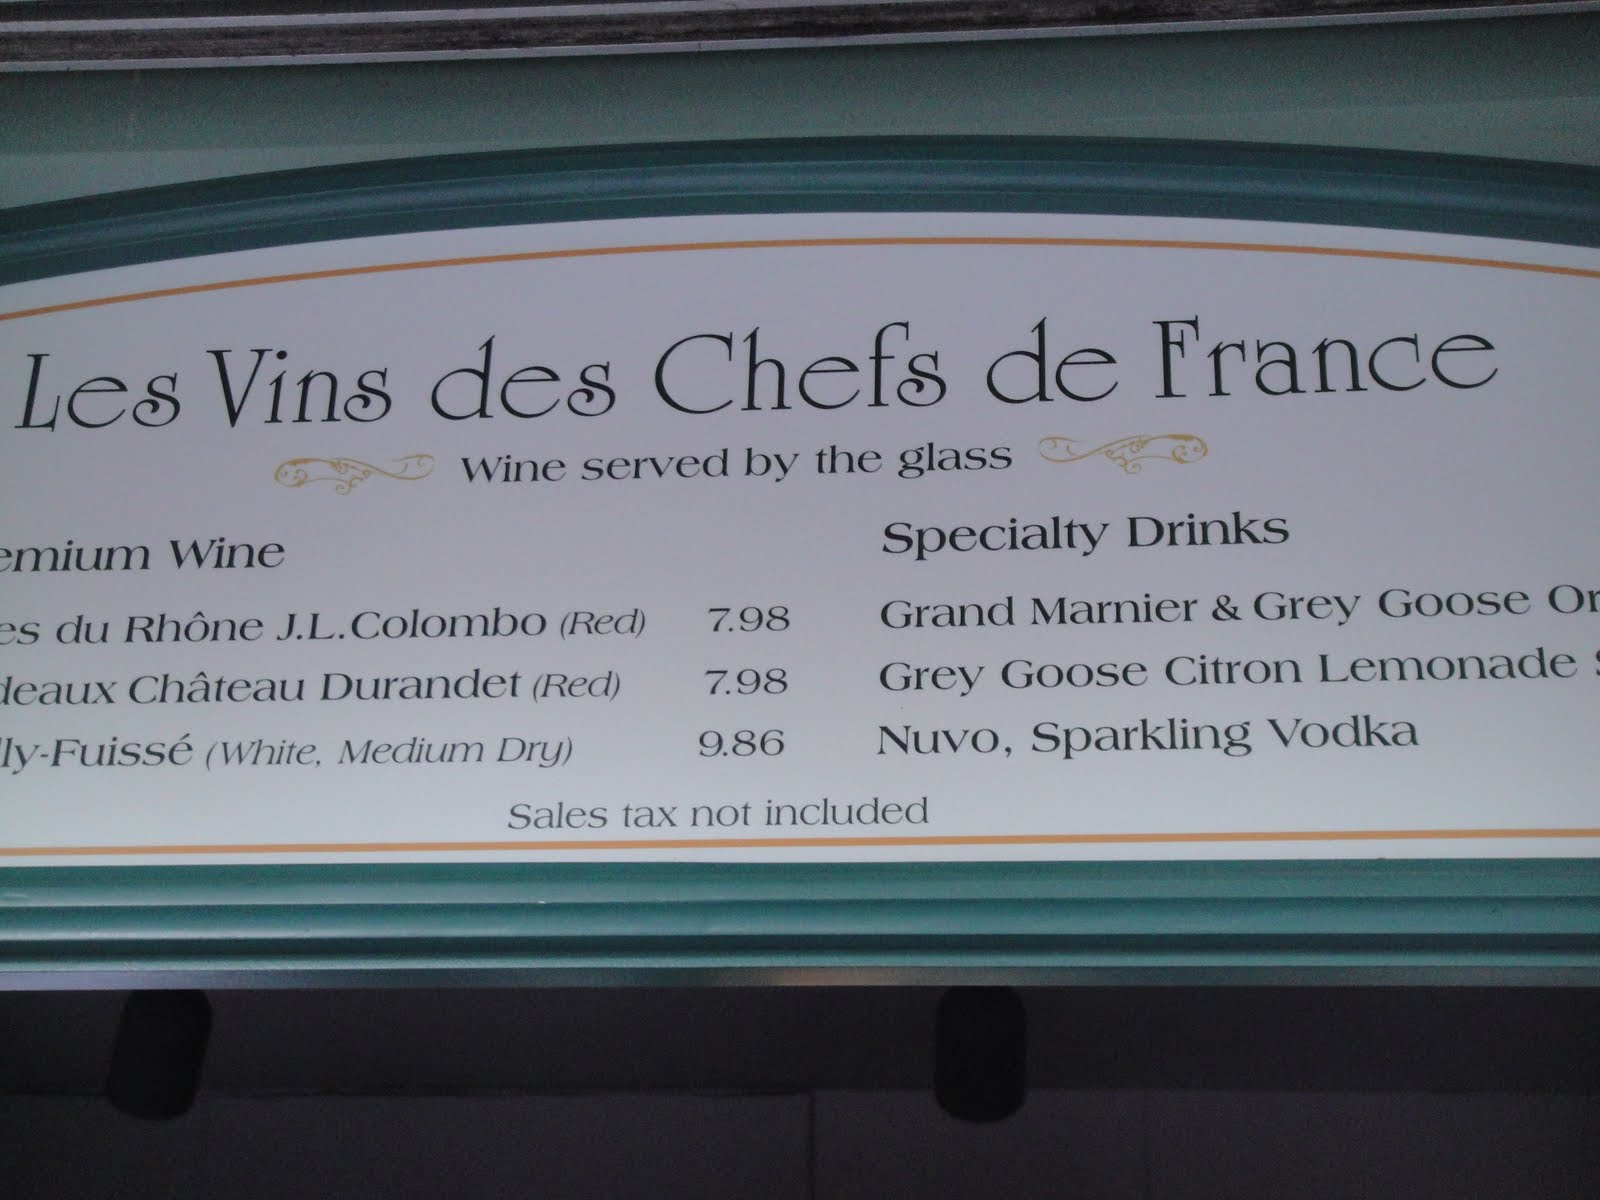 Les Vins des Chefs de France
Wine served by the glass
emium Wine
es du Rhône J.L.Colombo (Red) 7.98
deaux Château Durandet (Red) 7.98
lly-Fuissé (White, Medium Dry) 9.86
Specialty Drinks
Grand Marnier & Grey Goose Or
Grey Goose Citron Lemonade S
Nuvo, Sparkling Vodka
Sales tax not included